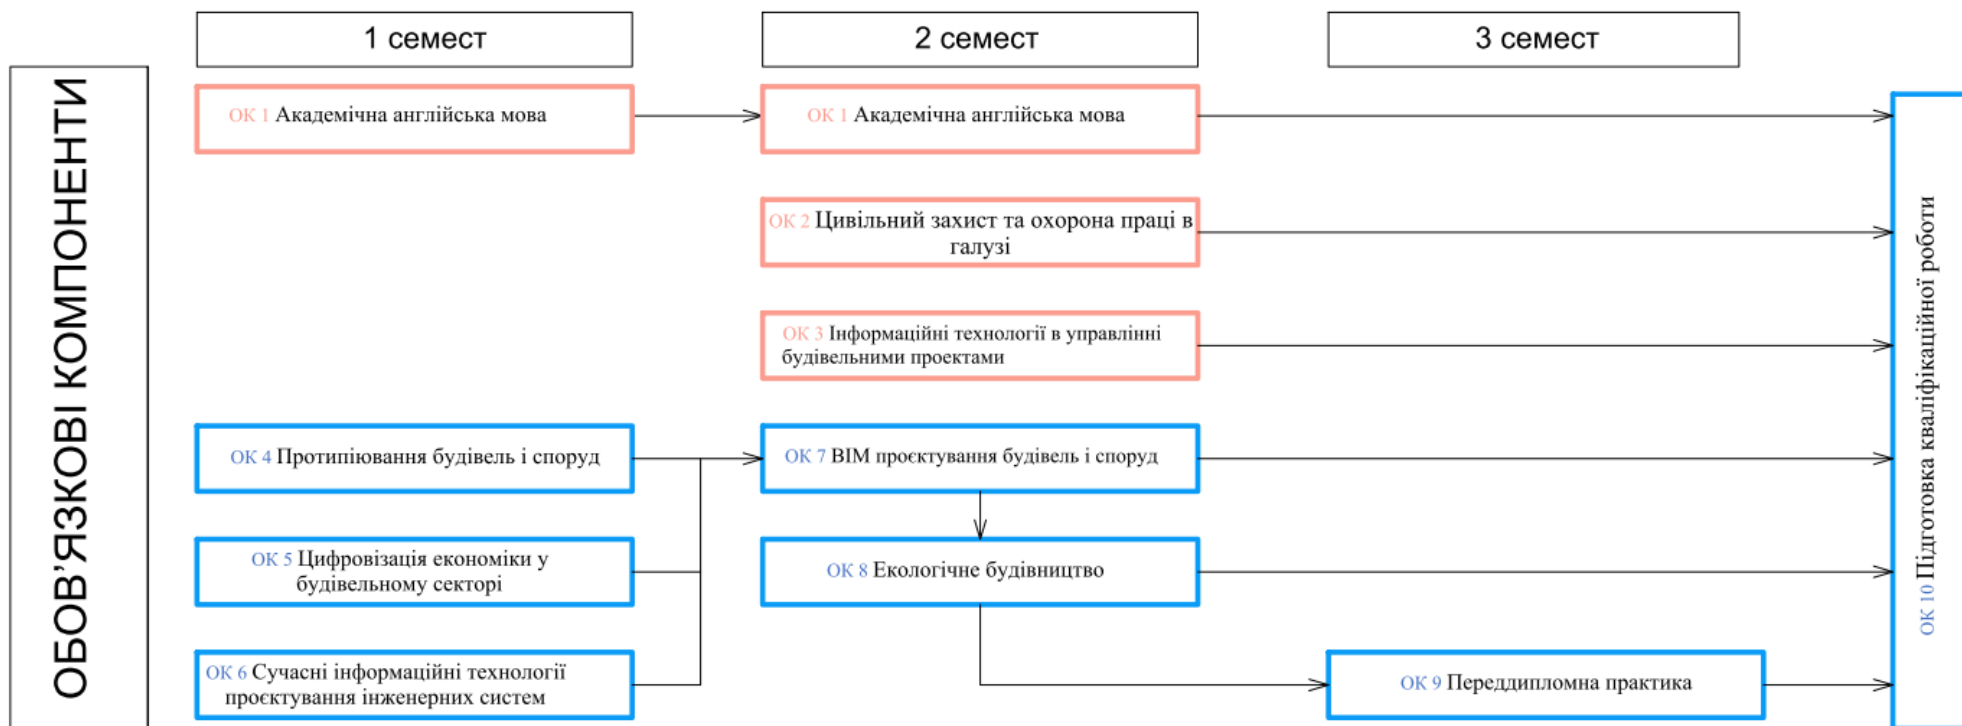 1 семест
2 семест
3 семест
ОБОВ’ЯЗКОВІ КОМПОНЕНТИ
ОК 1 Академічна англійська мова
ОК 1 Академічна англійська мова
ОК 2 Цивільний захист та охорона праці в
галузі
ОК 3 Інформаційні технології в управлінні
будівельними проектами
ОК 4 Протипіювання будівель і споруд
ОК 7 BIM проєктування будівель і споруд
ОК 5 Цифровізація економіки у
будівельному секторі
ОК 8 Екологічне будівництво
ОК 6 Сучасні інформаційні технології
проєктування інженерних систем
ОК 9 Переддипломна практика
ОК 10 Підготовка кваліфікаційної роботи